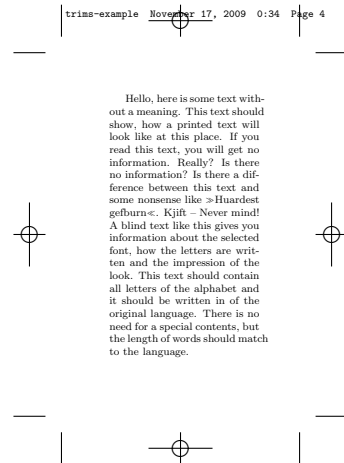 trims-example November 17, 2009 0:34 Page 4
Hello, here is some text with-
out a meaning. This text should
show, how a printed text will
look like at this place. If you
read this text, you will get no
information. Really? Is there
no information? Is there a dif-
ference between this text and
some nonsense like ≫Huardest
gefburn≪. Kjift – Never mind!
A blind text like this gives you
information about the selected
font, how the letters are writ-
ten and the impression of the
look. This text should contain
all letters of the alphabet and
it should be written in of the
original language. There is no
need for a special contents, but
the length of words should match
to the language.